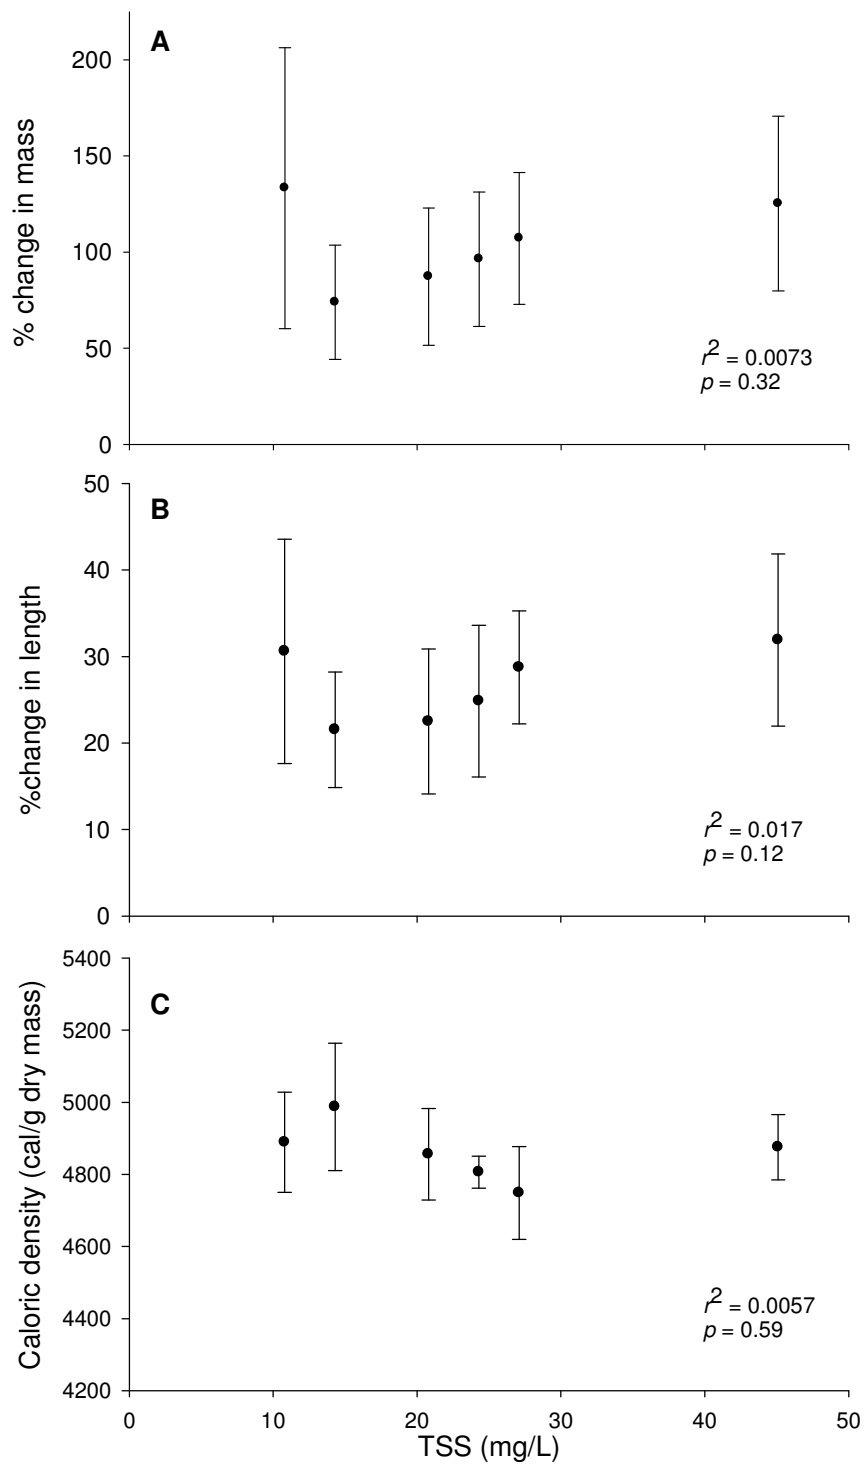 A
% change in mass
200
150
100
50
0
r2 = 0.0073
p = 0.32
B
%change in length
50
40
30
20
10
0
r2 = 0.017
p = 0.12
C
Caloric density (cal/g dry mass)
5400
5200
5000
4800
4600
4400
4200
r2 = 0.0057
p = 0.59
0 10 20 30 40 50
TSS (mg/L)